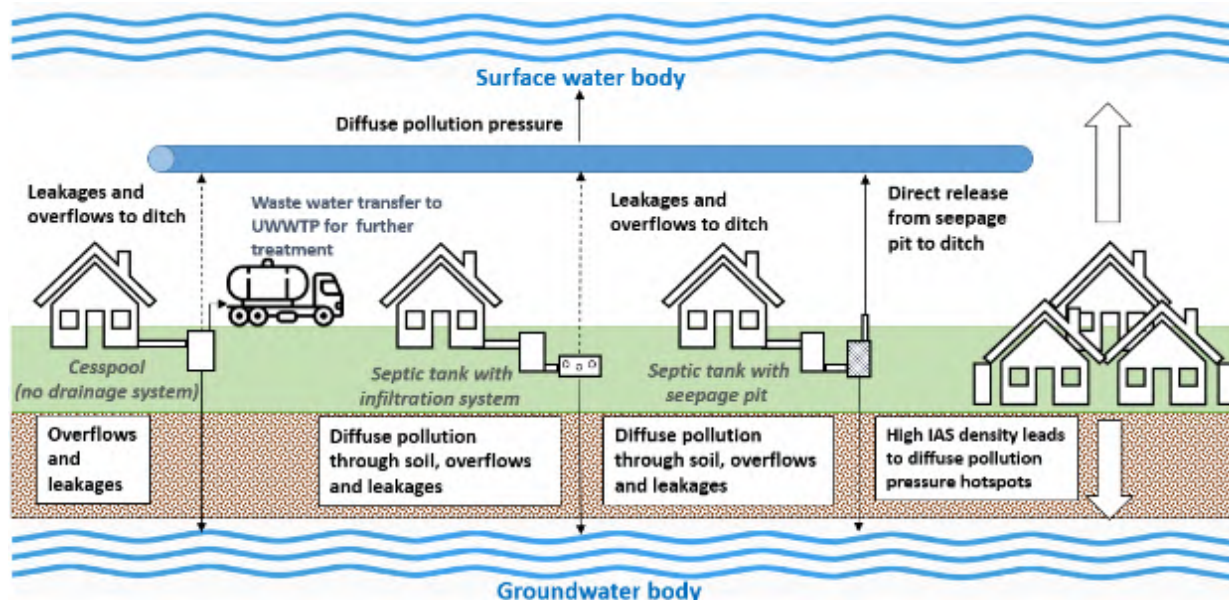 Surface water body
Diffuse pollution pressure
Leakages and
overflows to ditch
Waste water transfer to
UWWTP for further
treatment
Leakages and
overflows to ditch
Direct release
from seepage
pit to ditch
Cesspool
(no drainage system)
Septic tank with
infiltration system
Septic tank with
seepage pit
Overflows
and
leakages
Diffuse pollution
through soil, overflows
and leakages
Diffuse pollution
through soil, overflows
and leakages
High IAS density leads
to diffuse pollution
pressure hotspots
Groundwater body